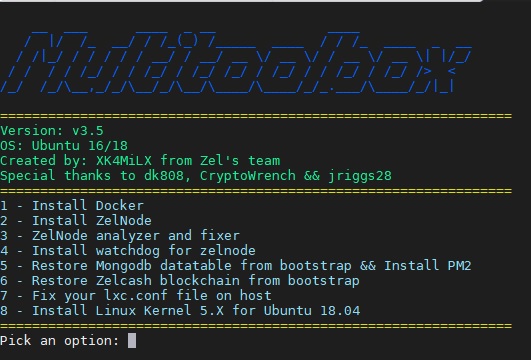 Multitoolbox
================================================================
Version: v3.5
OS: Ubuntu 16/18
Created by: XK4MiLX from Zel's team
Special thanks to dk808, CryptoWrench && jriggs28
================================================================
1 - Install Docker
2 - Install ZelNode
3 - ZelNode analyzer and fixer
4 - Install watchdog for zelnode
5 - Restore Mongodb datatable from bootstrap && Install PM2
6 - Restore Zelcash blockchain from bootstrap
7 - Fix your lxc.conf file on host
8 - Install Linux Kernel 5.X for Ubuntu 18.04
================================================================
Pick an option: